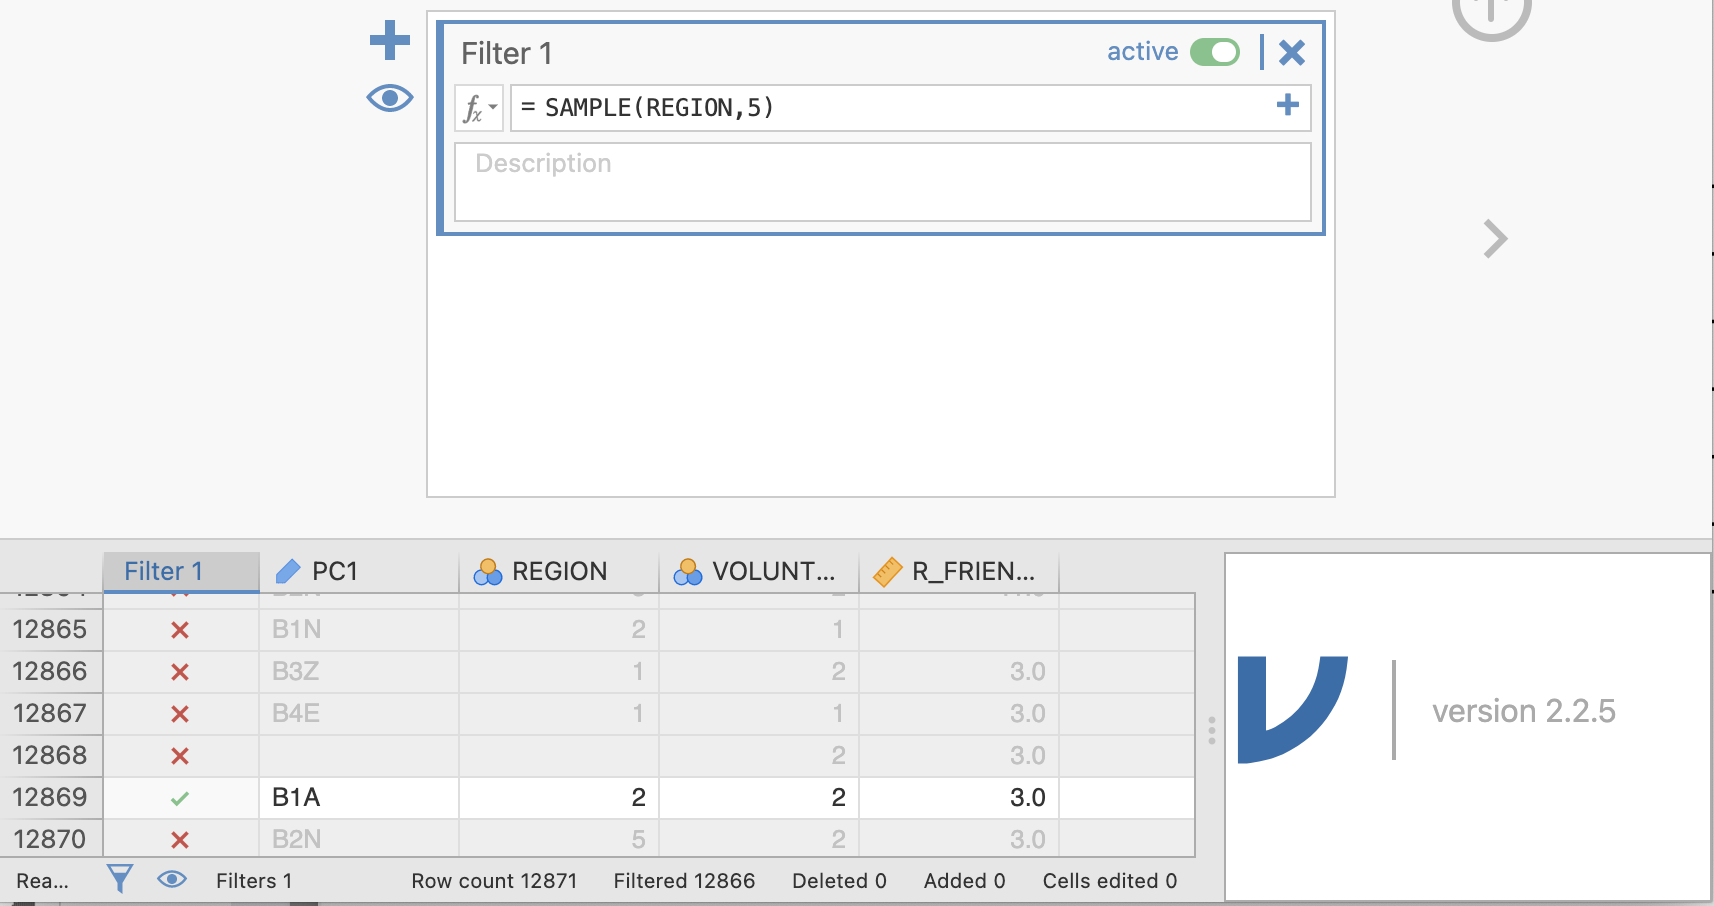 Filter 1 active
fx = SAMPLE(REGION,5)
Description
Filter 1 PC1 REGION VOLUNT... R_FRIEN...
12865 B1N 2 1
12866 B3Z 1 2 3.0
12867 B4E 1 1 3.0
12868 2 3.0
12869 B1A 2 2 3.0
12870 B2N 5 2 3.0
Rea... Filters 1 Row count 12871 Filtered 12866 Deleted 0 Added 0 Cells edited 0
version 2.2.5